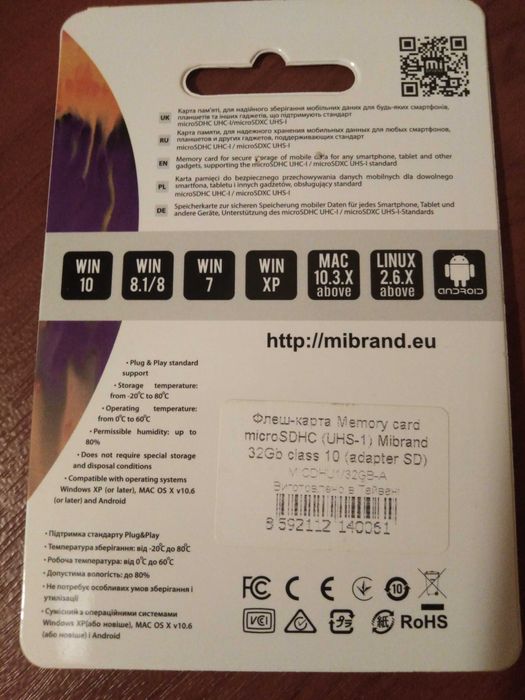 mi
UK
Карта пам'яті, для надійного зберігання мобільних даних для будь-яких смартфонів,
планшетів та інших гаджетів, що підтримують стандарт
microSDHC UHC-I/microSDXC UHS-I
RU
Карта памяти, для надежного хранения мобильных данных для любых смартфонов,
планшетов и других гаджетов, поддерживающих стандарт
microSDHC UHC-I / microSDXC UHS-I
EN
Memory card for secure storage of mobile data for any smartphone, tablet and other
gadgets, supporting the microSDHC UHC-I / microSDXC UHS-I-standard
PL
Karta pamięci do bezpiecznego przechowywania danych mobilnych dla dowolnego
smartfona, tabletu i innych gadżetów, obsługujący standard
microSDHC UHC-I / microSDXC UHS-I
DE
Speicherkarte zur sicheren Speicherung mobiler Daten für jedes Smartphone, Tablet und
andere Geräte, Unterstützung des microSDHC UHC-I / microSDXC UHS-I-Standards
WIN 10
WIN 8.1/8
WIN 7
WIN XP
MAC 10.3.X above
LINUX 2.6.X above
ANDROID
http://mibrand.eu
• Plug & Play standard
support
• Storage temperature:
from -20°C to 80°C
• Operating temperature:
from 0°C to 60°C
• Permissible humidity: up to
80%
• Does not require special storage
and disposal conditions
• Compatible with operating systems
Windows XP (or later), MAC OS X v10.6
(or later) and Android
Флеш-карта Memory card
microSDHC (UHS-1) Mibrand
32Gb class 10 (adapter SD)
MICDHU1/32GB-A
Виготовлено в Тайвані
8 592112 140061
• Підтримка стандарту Plug&Play
• Температура зберігання: від -20°C до 80°C
• Робоча температура: від 0°C до 60°C
• Допустима вологість: до 80%
• Не потребує особливих умов зберігання і
утилізації
• Сумісний з операційними системами
Windows XP(або новіше), MAC OS X v10.6
(або новіше) і Android
FC CE 10
VCI RoHS